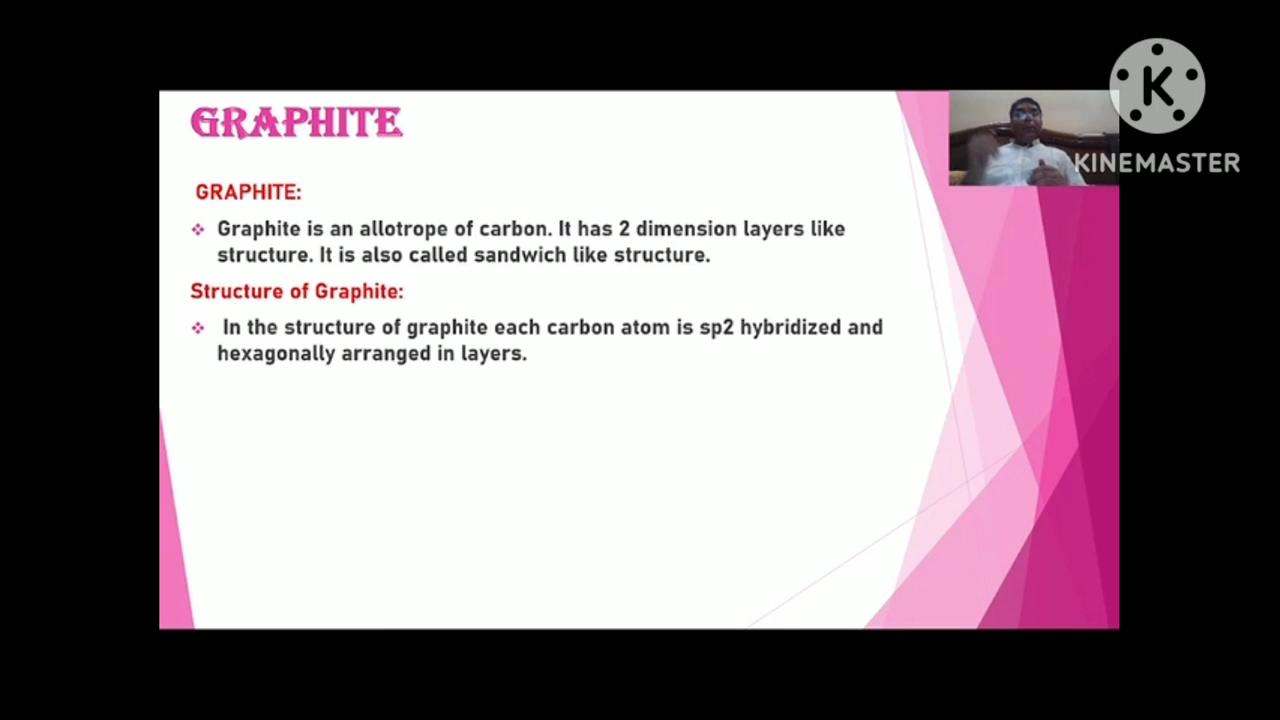 GRAPHITE
GRAPHITE:
Graphite is an allotrope of carbon. It has 2 dimension layers like
structure. It is also called sandwich like structure.
Structure of Graphite:
In the structure of graphite each carbon atom is sp2 hybridized and
hexagonally arranged in layers.
K
KINEMASTER